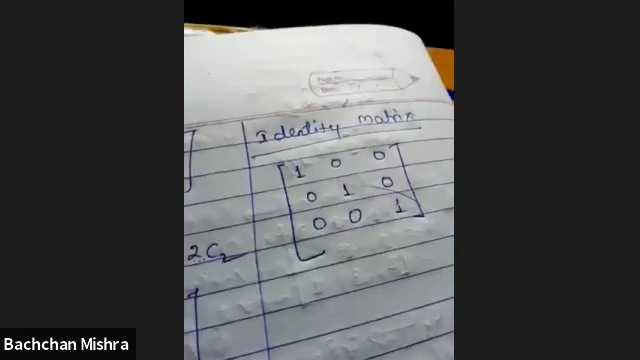 Identity matrix
1 0 0
0 1 0
0 0 1
2C₂
Bachchan Mishra